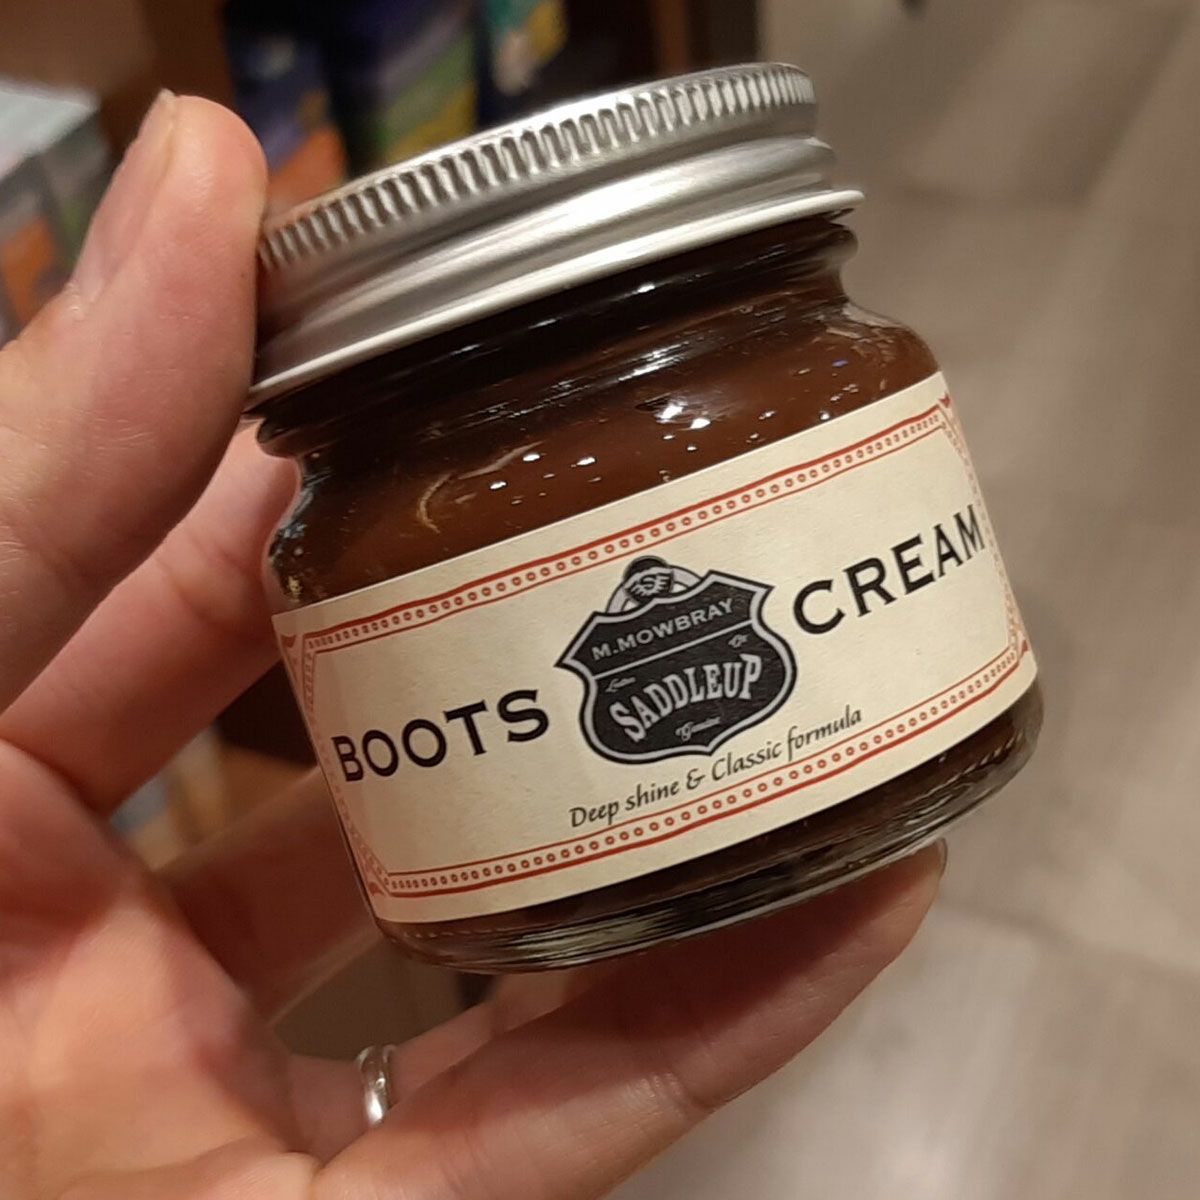 BOOTS
S
M.MOWBRAY
SADDLEUP
CREAM
Deep shine & Classic formula